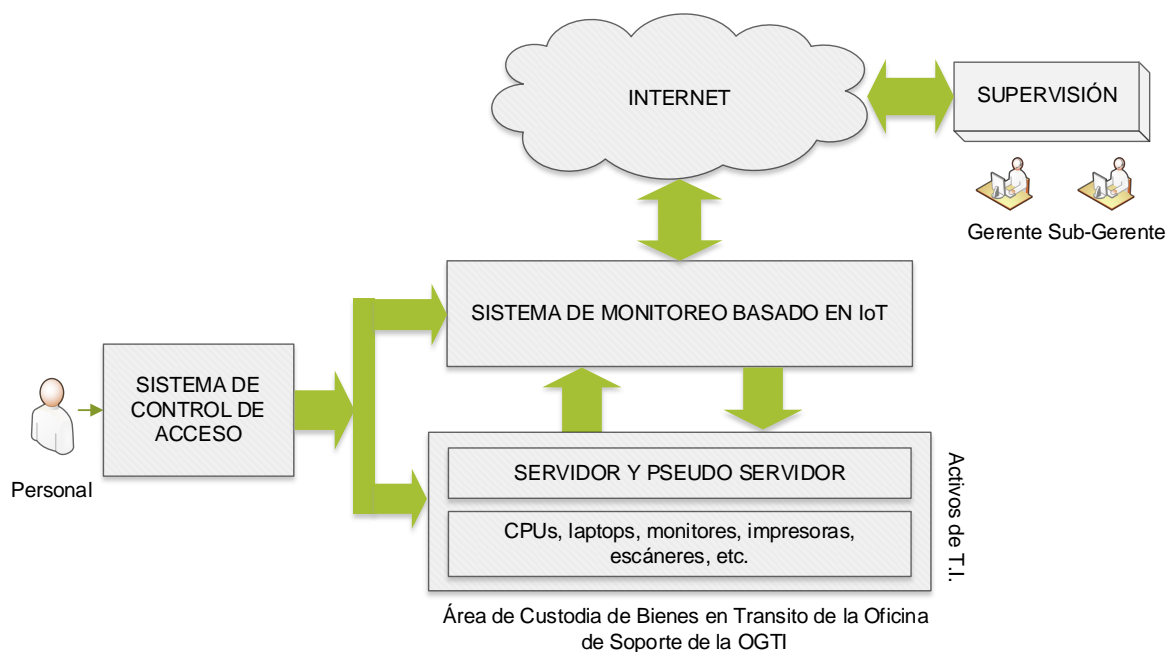 INTERNET
SUPERVISIÓN
Gerente Sub-Gerente
SISTEMA DE MONITOREO BASADO EN IoT
SISTEMA DE
CONTROL DE
ACCESO
Personal
SERVIDOR Y PSEUDO SERVIDOR
CPUs, laptops, monitores, impresoras,
escáneres, etc.
Activos de T.I.
Área de Custodia de Bienes en Transito de la Oficina
de Soporte de la OGTI